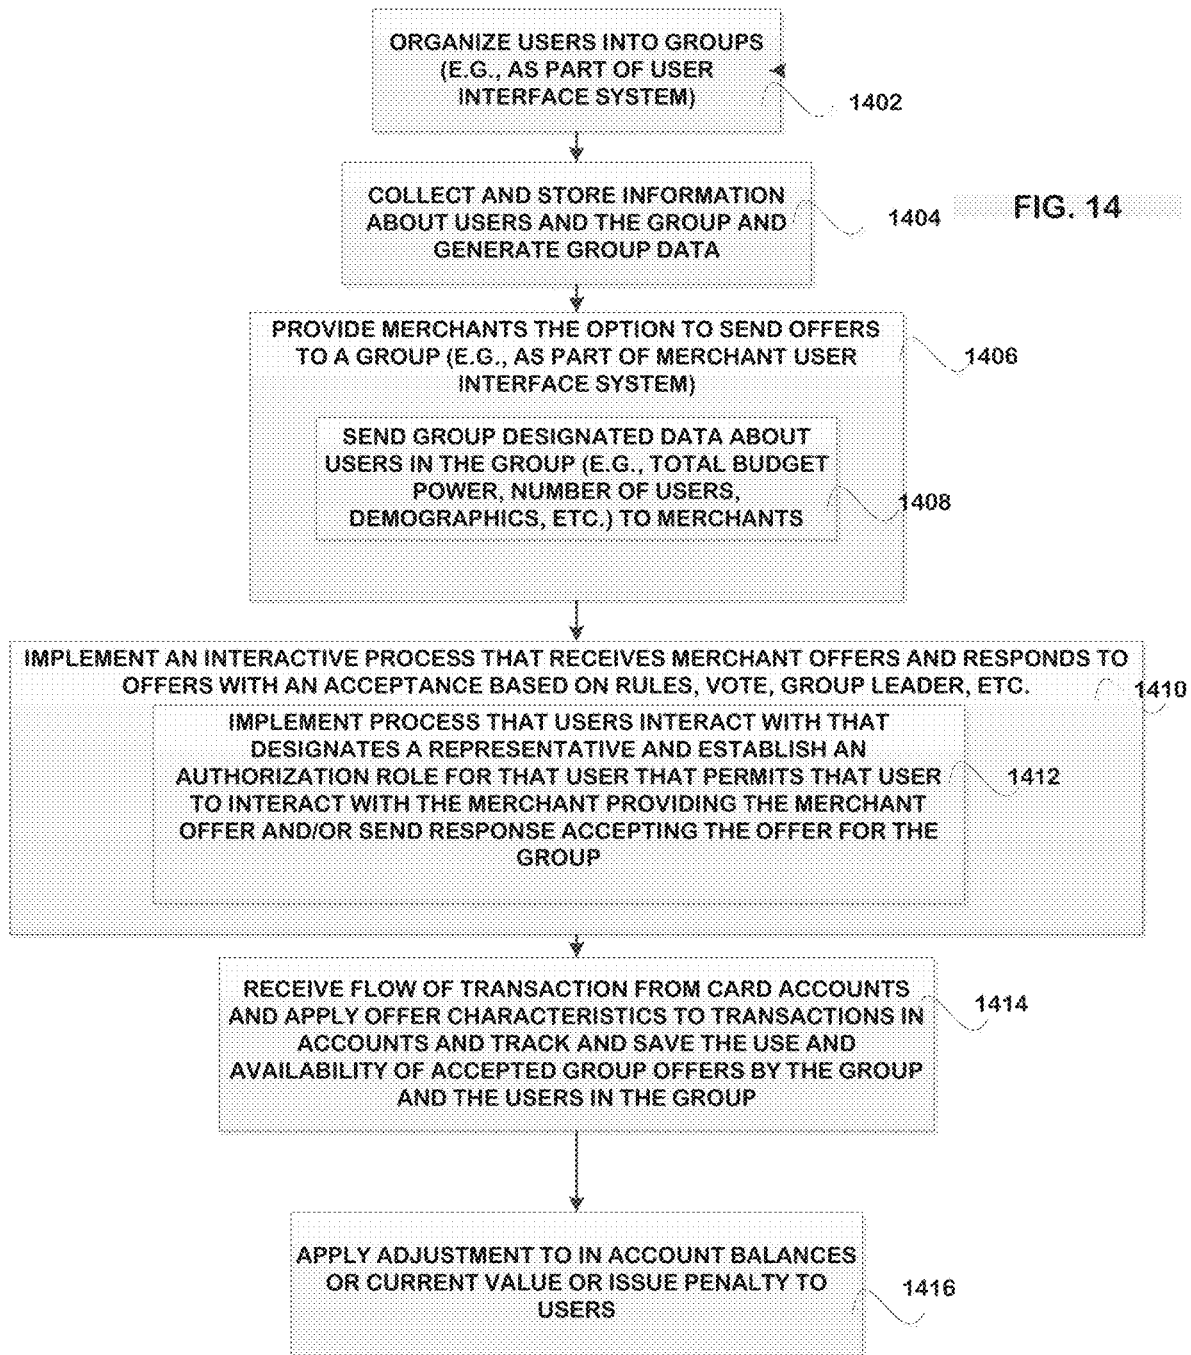 ORGANIZE USERS INTO GROUPS
(E.G., AS PART OF USER
INTERFACE SYSTEM)
1402
COLLECT AND STORE INFORMATION
ABOUT USERS AND THE GROUP AND
GENERATE GROUP DATA
1404
FIG. 14
PROVIDE MERCHANTS THE OPTION TO SEND OFFERS
TO A GROUP (E.G., AS PART OF MERCHANT USER
INTERFACE SYSTEM)
1406
SEND GROUP DESIGNATED DATA ABOUT
USERS IN THE GROUP (E.G., TOTAL BUDGET
POWER, NUMBER OF USERS,
DEMOGRAPHICS, ETC.) TO MERCHANTS
1408
IMPLEMENT AN INTERACTIVE PROCESS THAT RECEIVES MERCHANT OFFERS AND RESPONDS TO
OFFERS WITH AN ACCEPTANCE BASED ON RULES, VOTE, GROUP LEADER, ETC.
1410
IMPLEMENT PROCESS THAT USERS INTERACT WITH THAT
DESIGNATES A REPRESENTATIVE AND ESTABLISH AN
AUTHORIZATION ROLE FOR THAT USER THAT PERMITS THAT USER
TO INTERACT WITH THE MERCHANT PROVIDING THE MERCHANT
OFFER AND/OR SEND RESPONSE ACCEPTING THE OFFER FOR THE
GROUP
1412
RECEIVE FLOW OF TRANSACTION FROM CARD ACCOUNTS
AND APPLY OFFER CHARACTERISTICS TO TRANSACTIONS IN
ACCOUNTS AND TRACK AND SAVE THE USE AND
AVAILABILITY OF ACCEPTED GROUP OFFERS BY THE GROUP
AND THE USERS IN THE GROUP
1414
APPLY ADJUSTMENT TO IN ACCOUNT BALANCES
OR CURRENT VALUE OR ISSUE PENALTY TO
USERS
1416